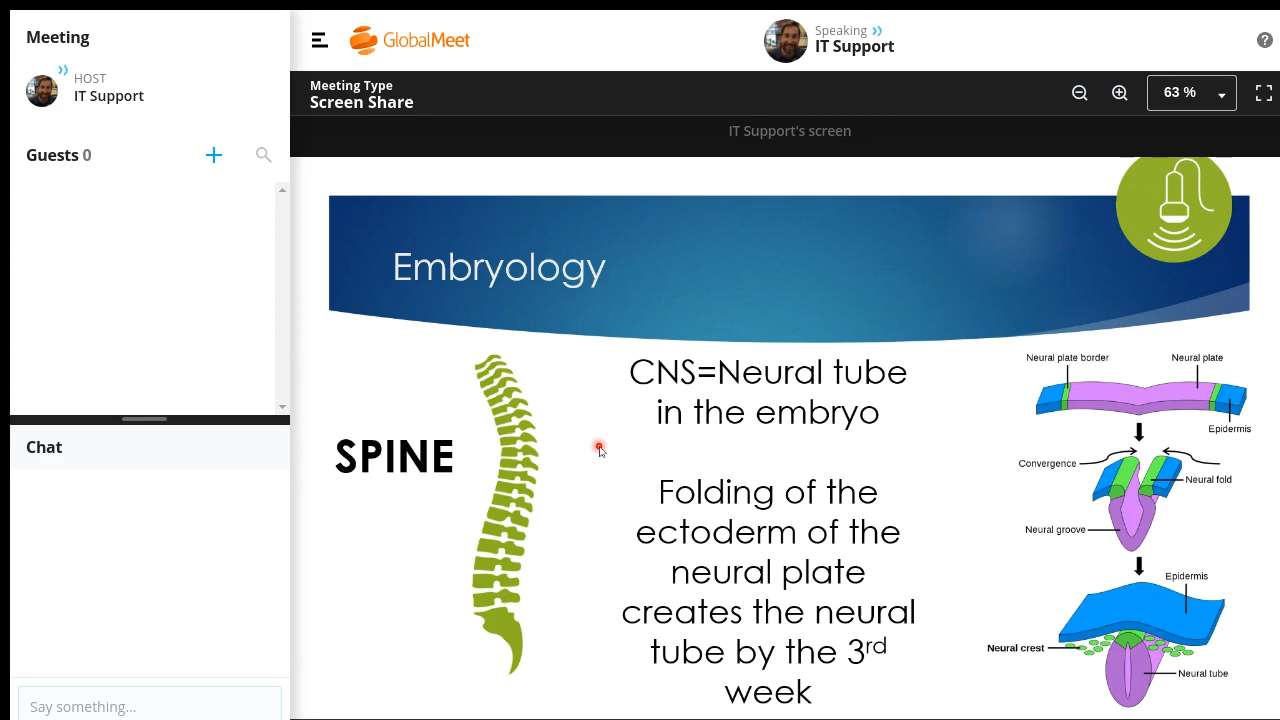 Meeting
HOST
IT Support
Guests 0
Chat
Say something...
GlobalMeet
Speaking
IT Support
Meeting Type
Screen Share
63 %
IT Support's screen
Embryology
SPINE
CNS=Neural tube
in the embryo
Folding of the
ectoderm of the
neural plate
creates the neural
tube by the 3rd
week
Neural plate border
Neural plate
Epidermis
Convergence
Neural fold
Neural groove
Epidermis
Neural crest
Neural tube